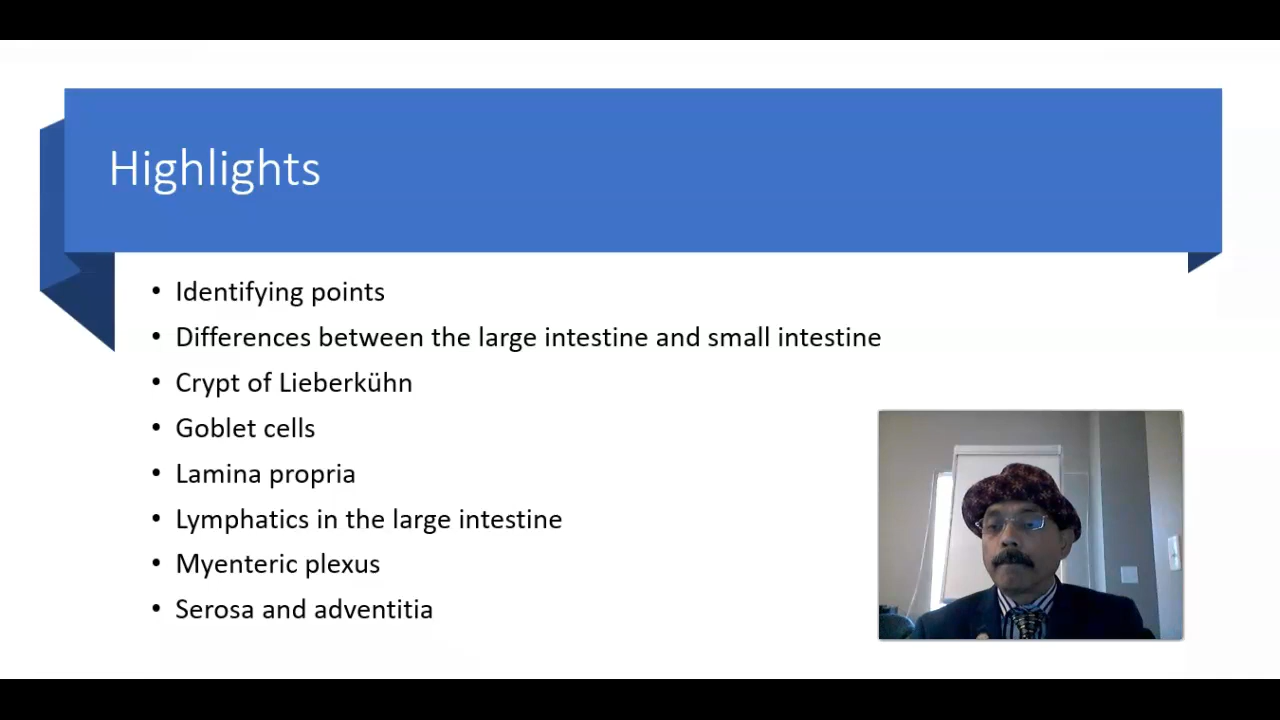 Highlights
• Identifying points
• Differences between the large intestine and small intestine
• Crypt of Lieberkühn
• Goblet cells
• Lamina propria
• Lymphatics in the large intestine
• Myenteric plexus
• Serosa and adventitia